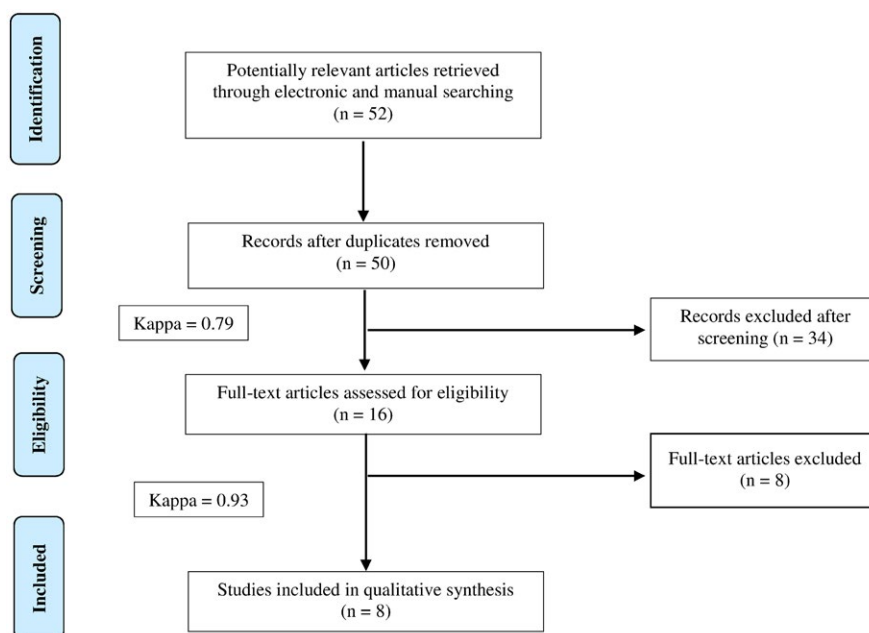 Identification
Potentially relevant articles retrieved
through electronic and manual searching
(n = 52)
Screening
Records after duplicates removed
(n = 50)
Kappa = 0.79
Records excluded after
screening (n = 34)
Eligibility
Full-text articles assessed for eligibility
(n = 16)
Full-text articles excluded
(n = 8)
Kappa = 0.93
Included
Studies included in qualitative synthesis
(n = 8)